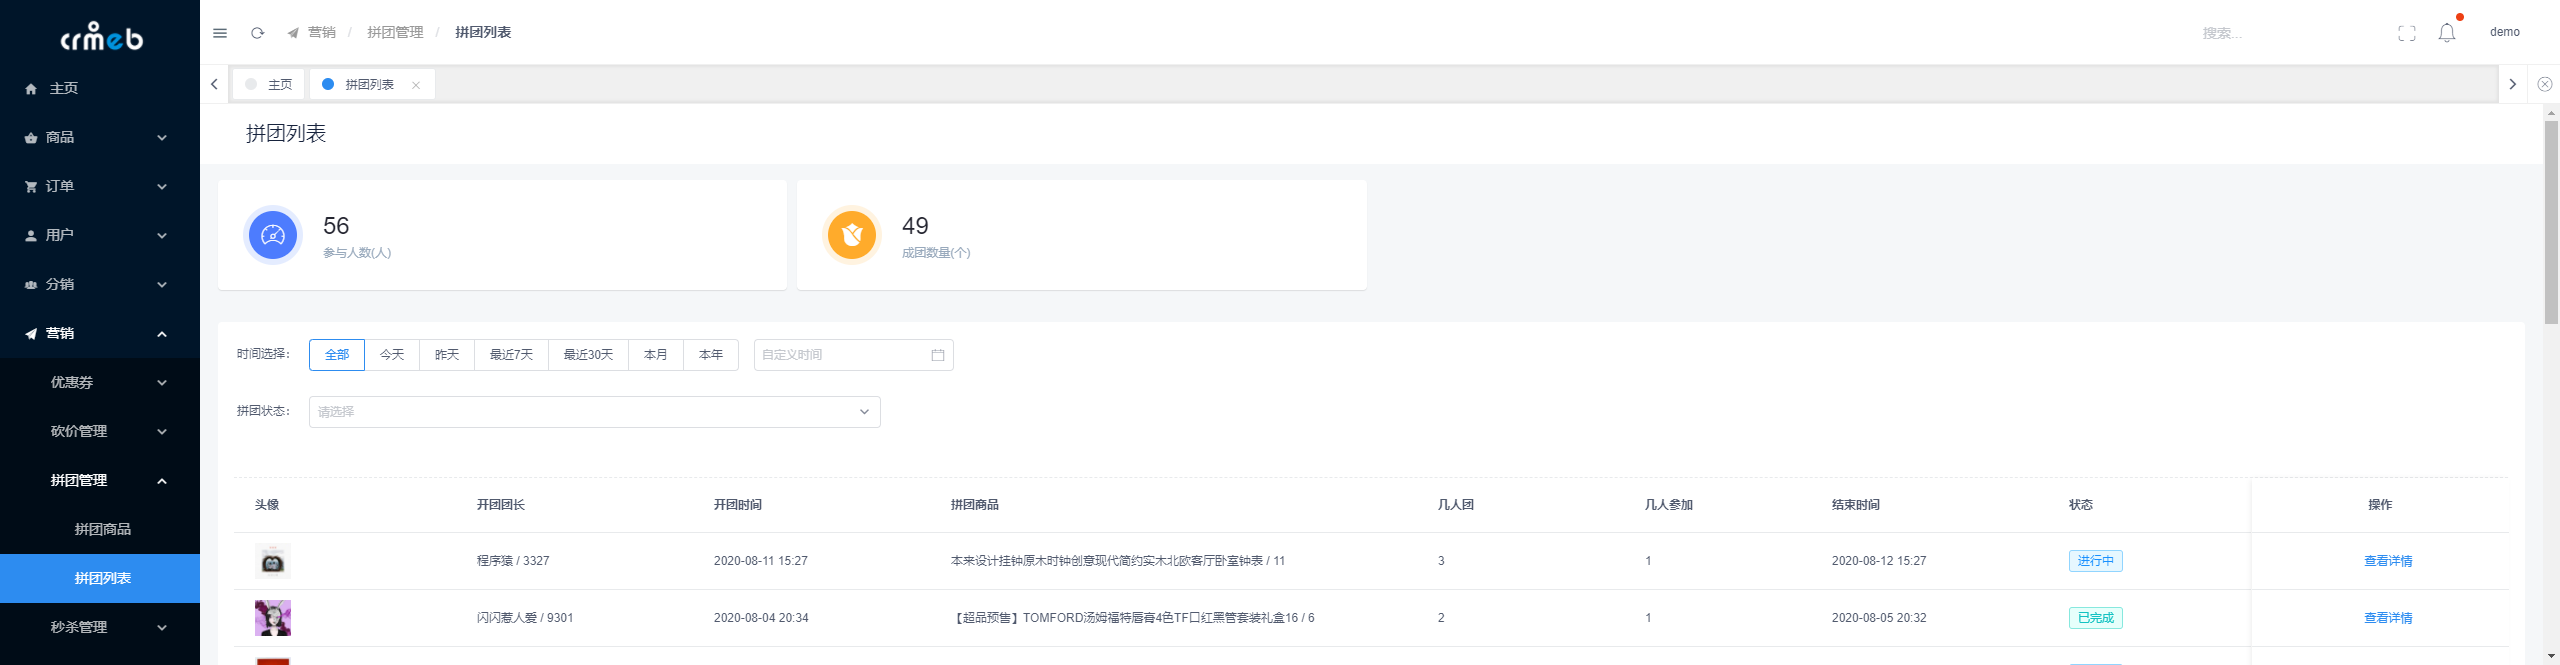 crmeb
主页
商品
订单
用户
分销
营销
优惠券
砍价管理
拼团管理
拼团商品
拼团列表
秒杀管理
营销 / 拼团管理 / 拼团列表
搜索...
demo
主页
拼团列表
拼团列表
56
参与人数(人)
49
成团数量(个)
时间选择： 全部 今天 昨天 最近7天 最近30天 本月 本年 自定义时间
拼团状态： 请选择
头像 开团团长 开团时间 拼团商品 几人团 几人参加 结束时间 状态 操作
程序猿 / 3327 2020-08-11 15:27 本来设计挂钟原木时钟创意现代简约实木北欧客厅卧室钟表 / 11 3 1 2020-08-12 15:27 进行中 查看详情
闪闪惹人爱 / 9301 2020-08-04 20:34 【超品预售】TOMFORD汤姆福特唇膏4色TF口红黑管套装礼盒16 / 6 2 1 2020-08-05 20:32 已完成 查看详情